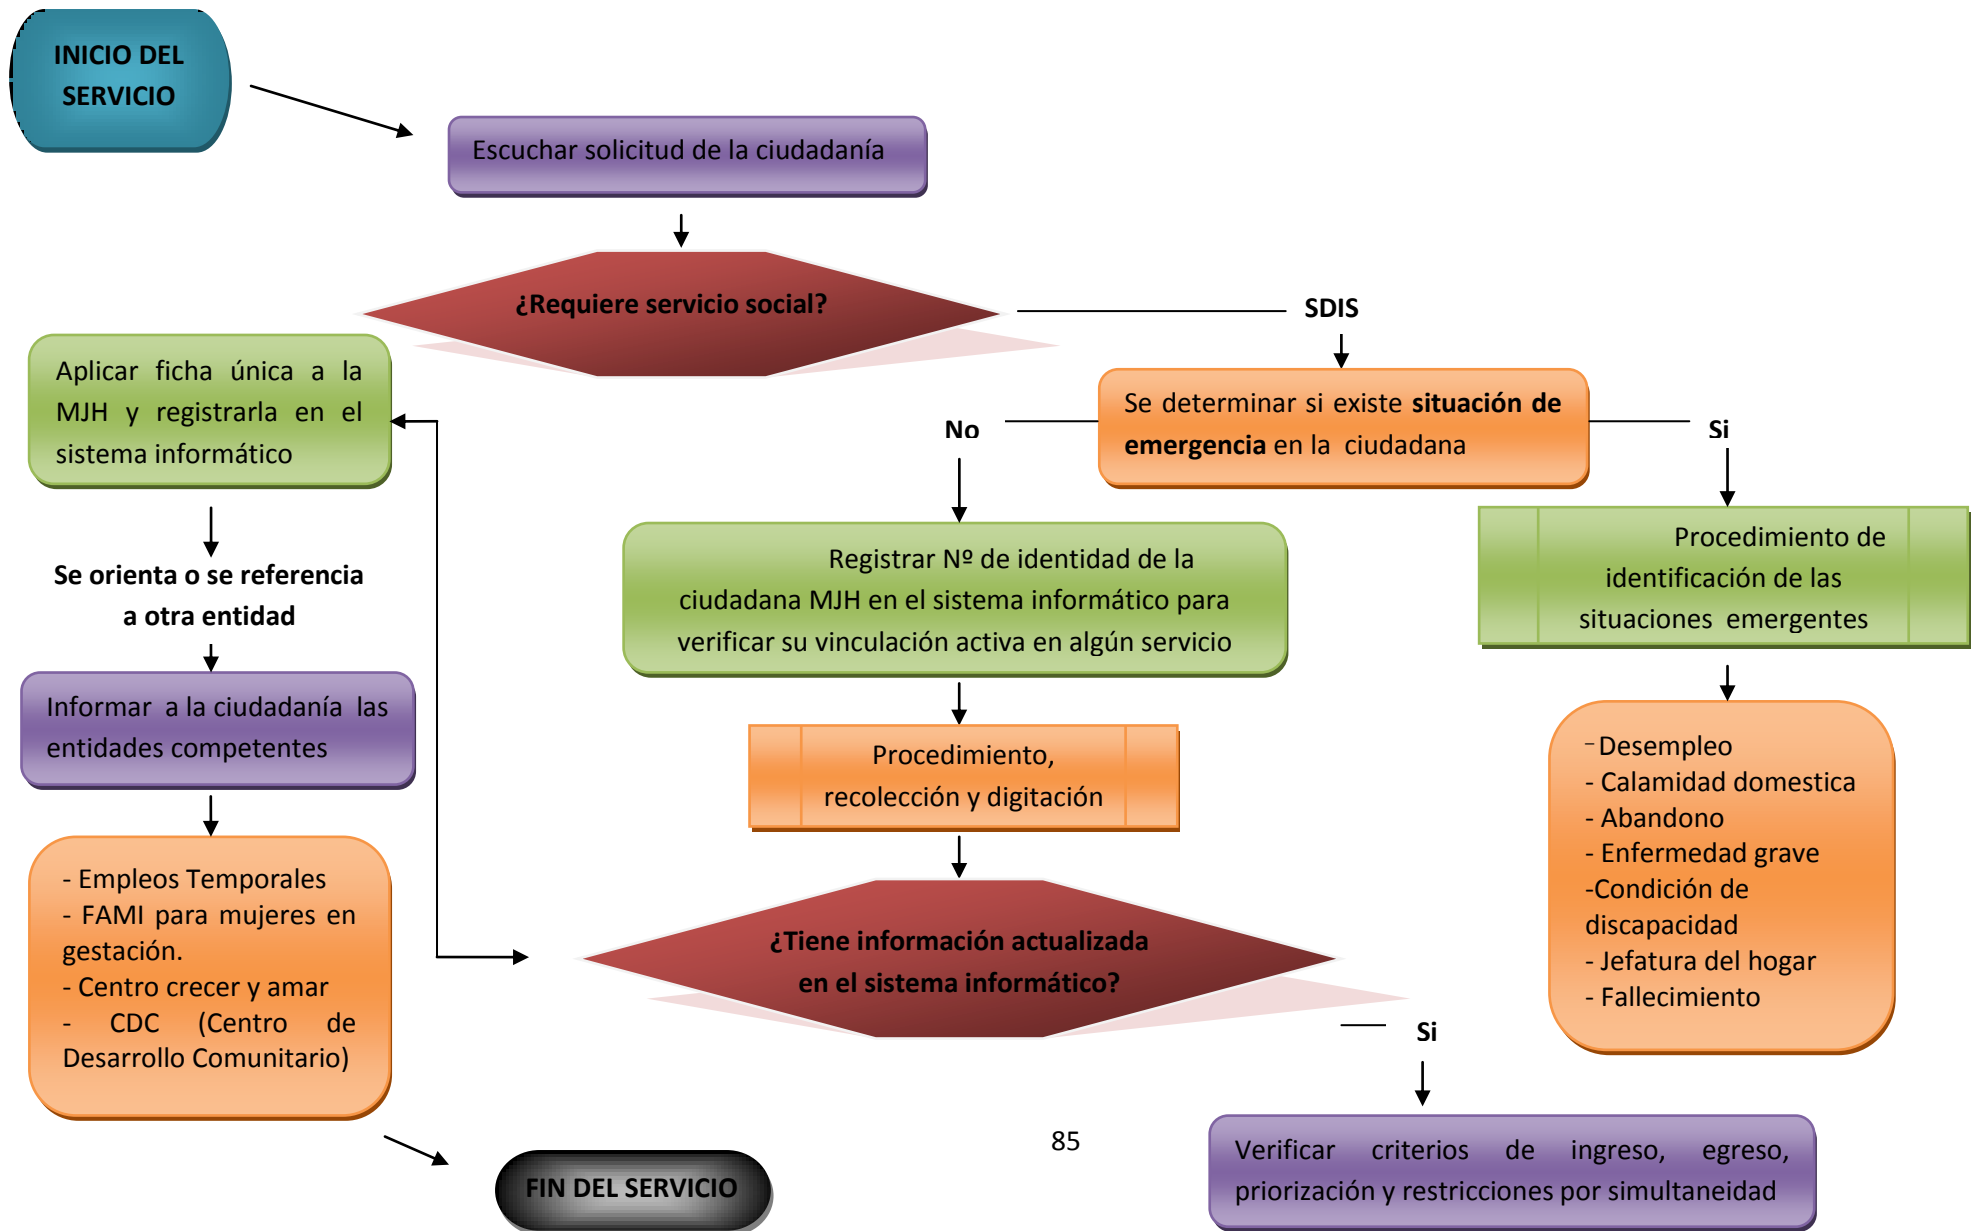 INICIO DEL
SERVICIO
Escuchar solicitud de la ciudadanía
¿Requiere servicio social?
SDIS
Se determinar si existe situación de
emergencia en la ciudadana
No
Si
Aplicar ficha única a la
MJH y registrarla en el
sistema informático
Se orienta o se referencia
a otra entidad
Informar a la ciudadanía las
entidades competentes
- Empleos Temporales
- FAMI para mujeres en
gestación.
- Centro crecer y amar
- CDC (Centro de
Desarrollo Comunitario)
Registrar Nº de identidad de la
ciudadana MJH en el sistema informático para
verificar su vinculación activa en algún servicio
Procedimiento,
recolección y digitación
¿Tiene información actualizada
en el sistema informático?
Si
Procedimiento de
identificación de las
situaciones emergentes
- Desempleo
- Calamidad domestica
- Abandono
- Enfermedad grave
-Condición de
discapacidad
- Jefatura del hogar
- Fallecimiento
Verificar criterios de ingreso, egreso,
priorización y restricciones por simultaneidad
85
FIN DEL SERVICIO